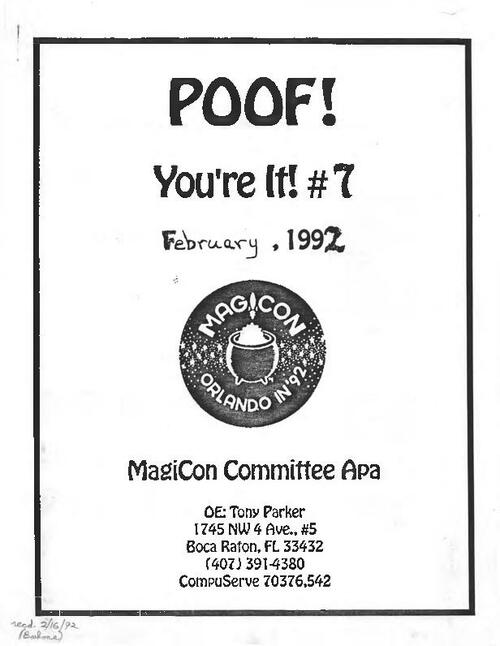 POOF!
You're It! #7
February, 1992
MAGICON
ORLANDO IN '92
MagiCon Committee Apa
OE: Tony Parker
1745 NW 4 Ave., #5
Boca Raton, FL 33432
(407) 391-4380
CompuServe 70376,542
recd. 2/16/92